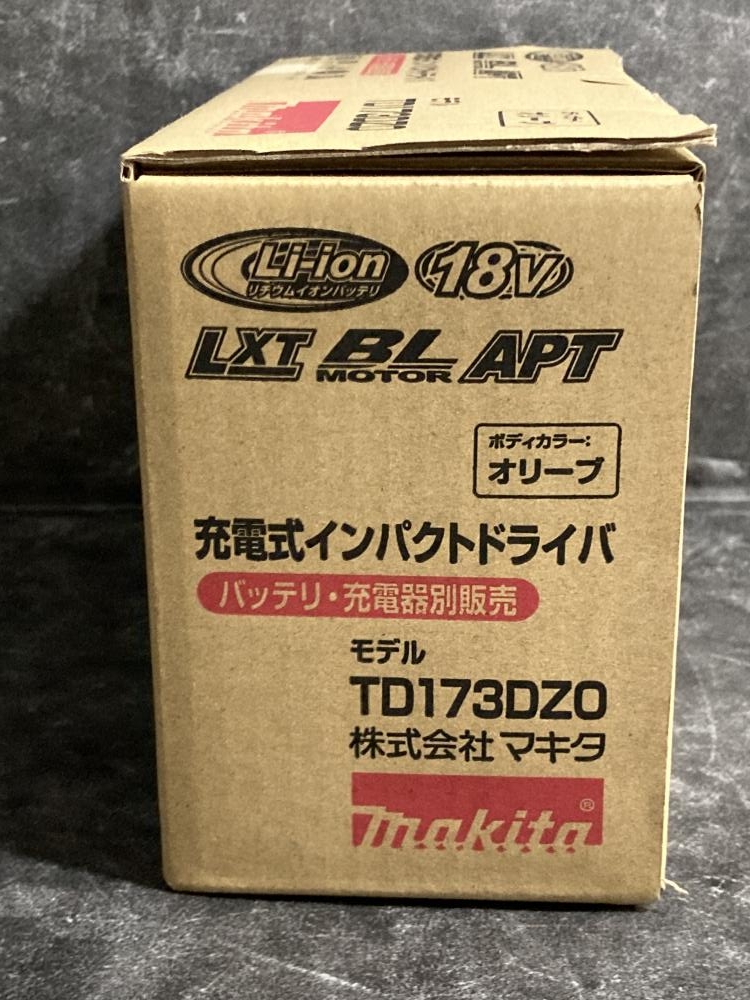 makita
Li-ion
リチウムイオンバッテリ
18V
LXT BL MOTOR APT
ボディカラー:
オリーブ
充電式インパクトドライバ
バッテリ・充電器別販売
モデル
TD173DZO
株式会社マキタ
makita®